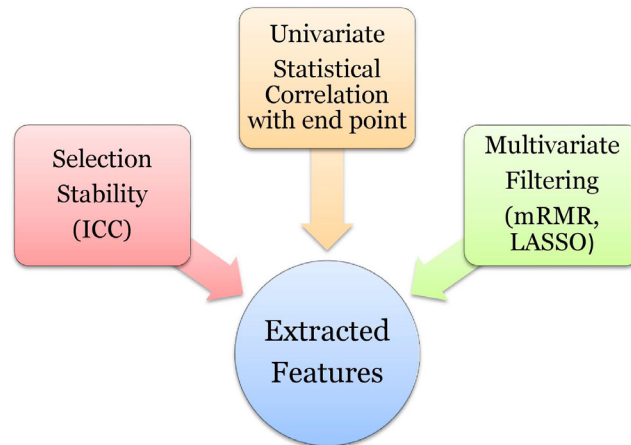 Univariate
Statistical
Correlation
with end point
Selection
Stability
(ICC)
Multivariate
Filtering
(mRMR,
LASSO)
Extracted
Features